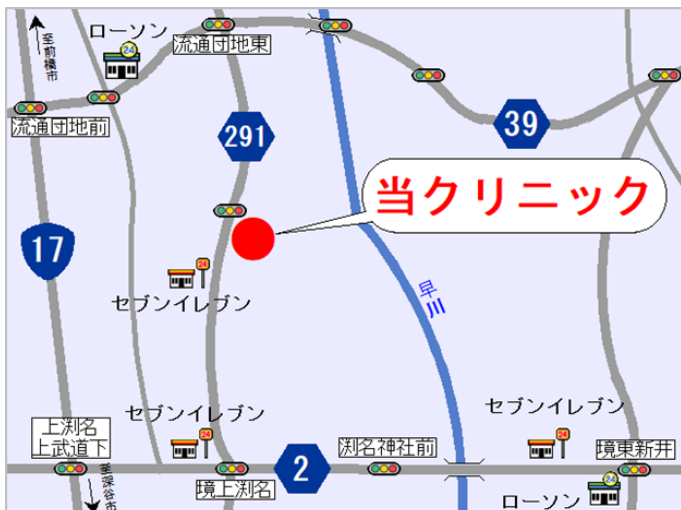 至前橋市
ローソン
24
流通団地東
流通団地前
291
39
当クリニック
17
24
セブンイレブン
早川
セブンイレブン
24
上渕名
上武道下
至深谷市
境上渕名
2
渕名神社前
セブンイレブン
24
境東新井
24
ローソン